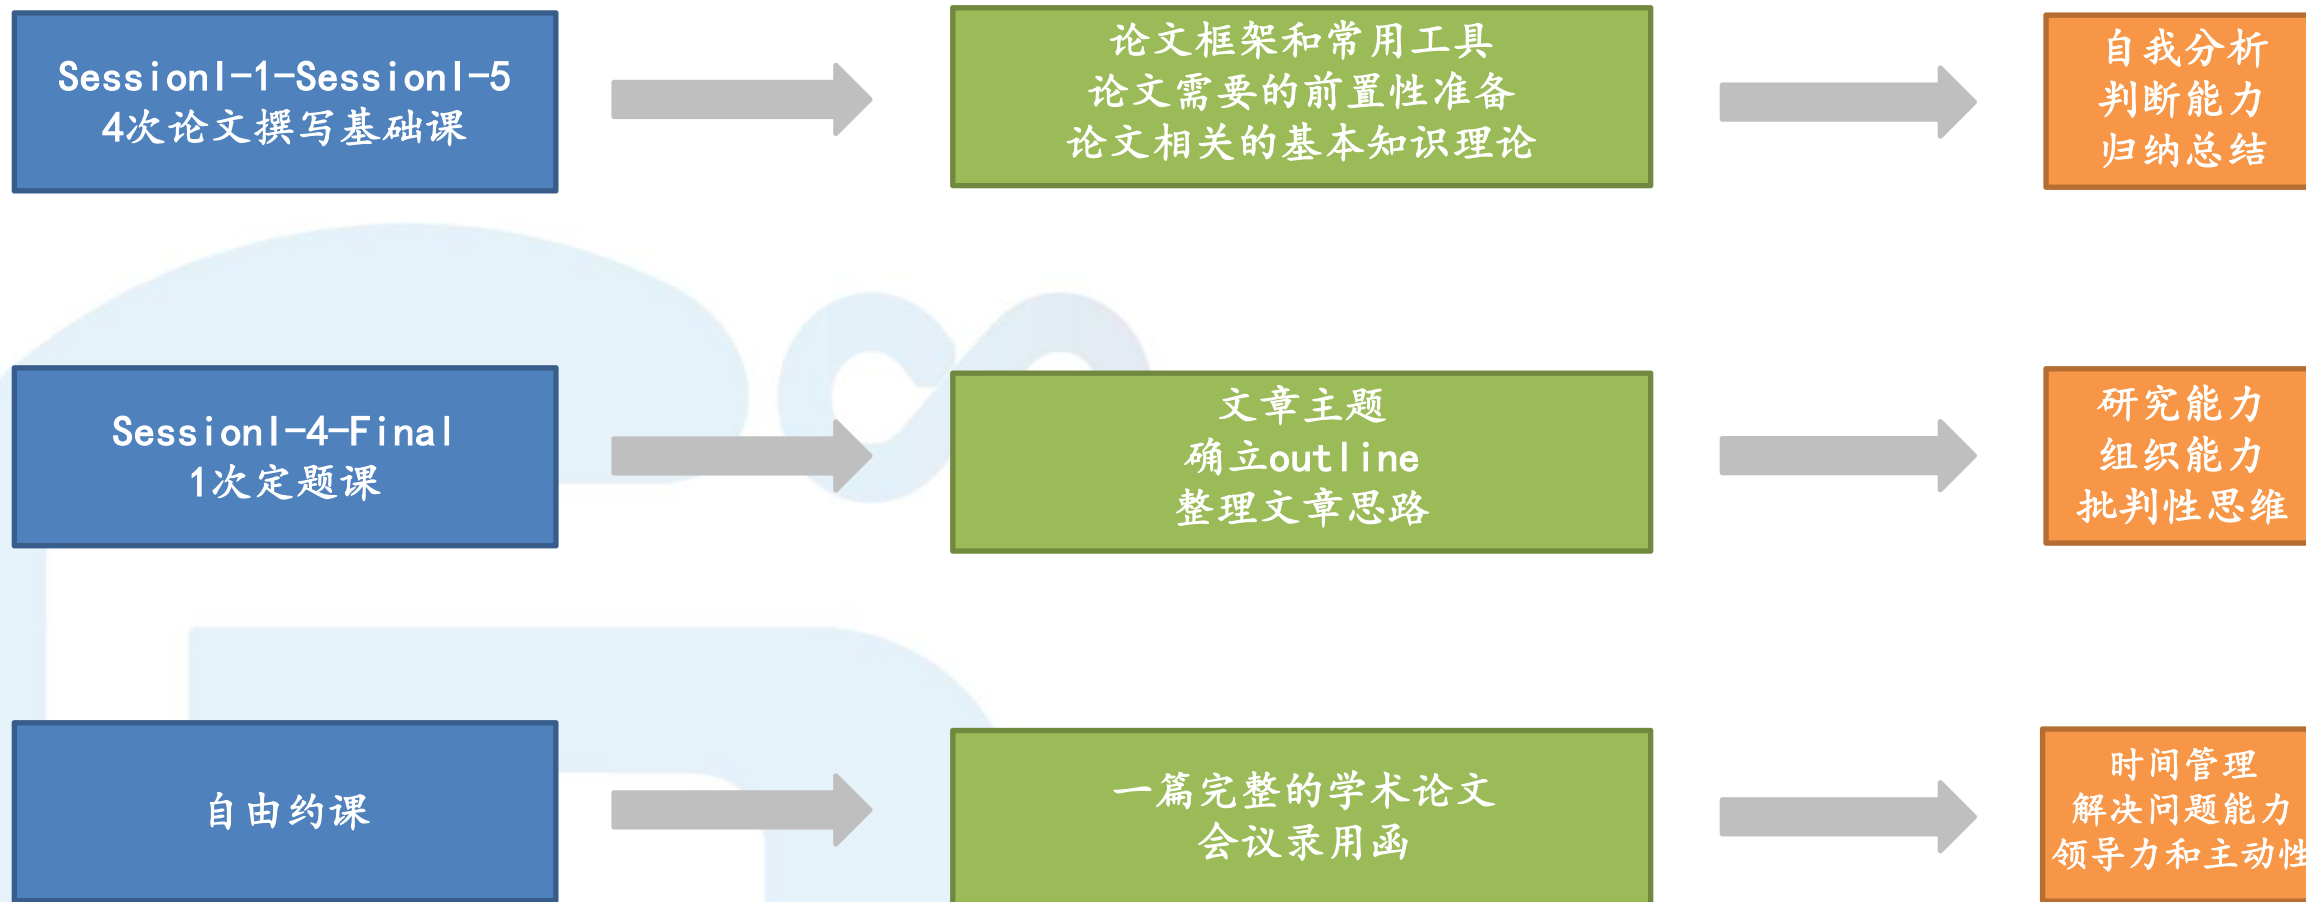 SessionI-1-SessionI-5
4次论文撰写基础课
论文框架和常用工具
论文需要的前置性准备
论文相关的基本知识理论
自我分析
判断能力
归纳总结
SessionI-4-Final
1次定题课
文章主题
确立outline
整理文章思路
研究能力
组织能力
批判性思维
自由约课
一篇完整的学术论文
会议录用函
时间管理
解决问题能力
领导力和主动性